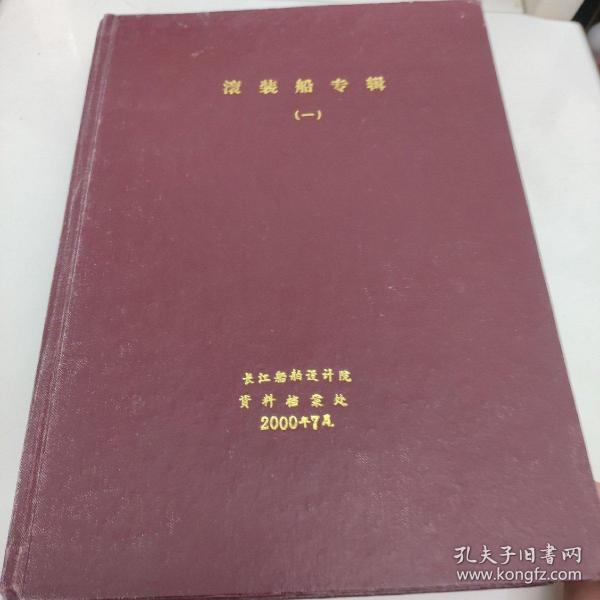 滚装船专辑
(一)
长江船舶设计院
资料档案处
2000年7月
孔夫子旧书网
www.kongfz.com